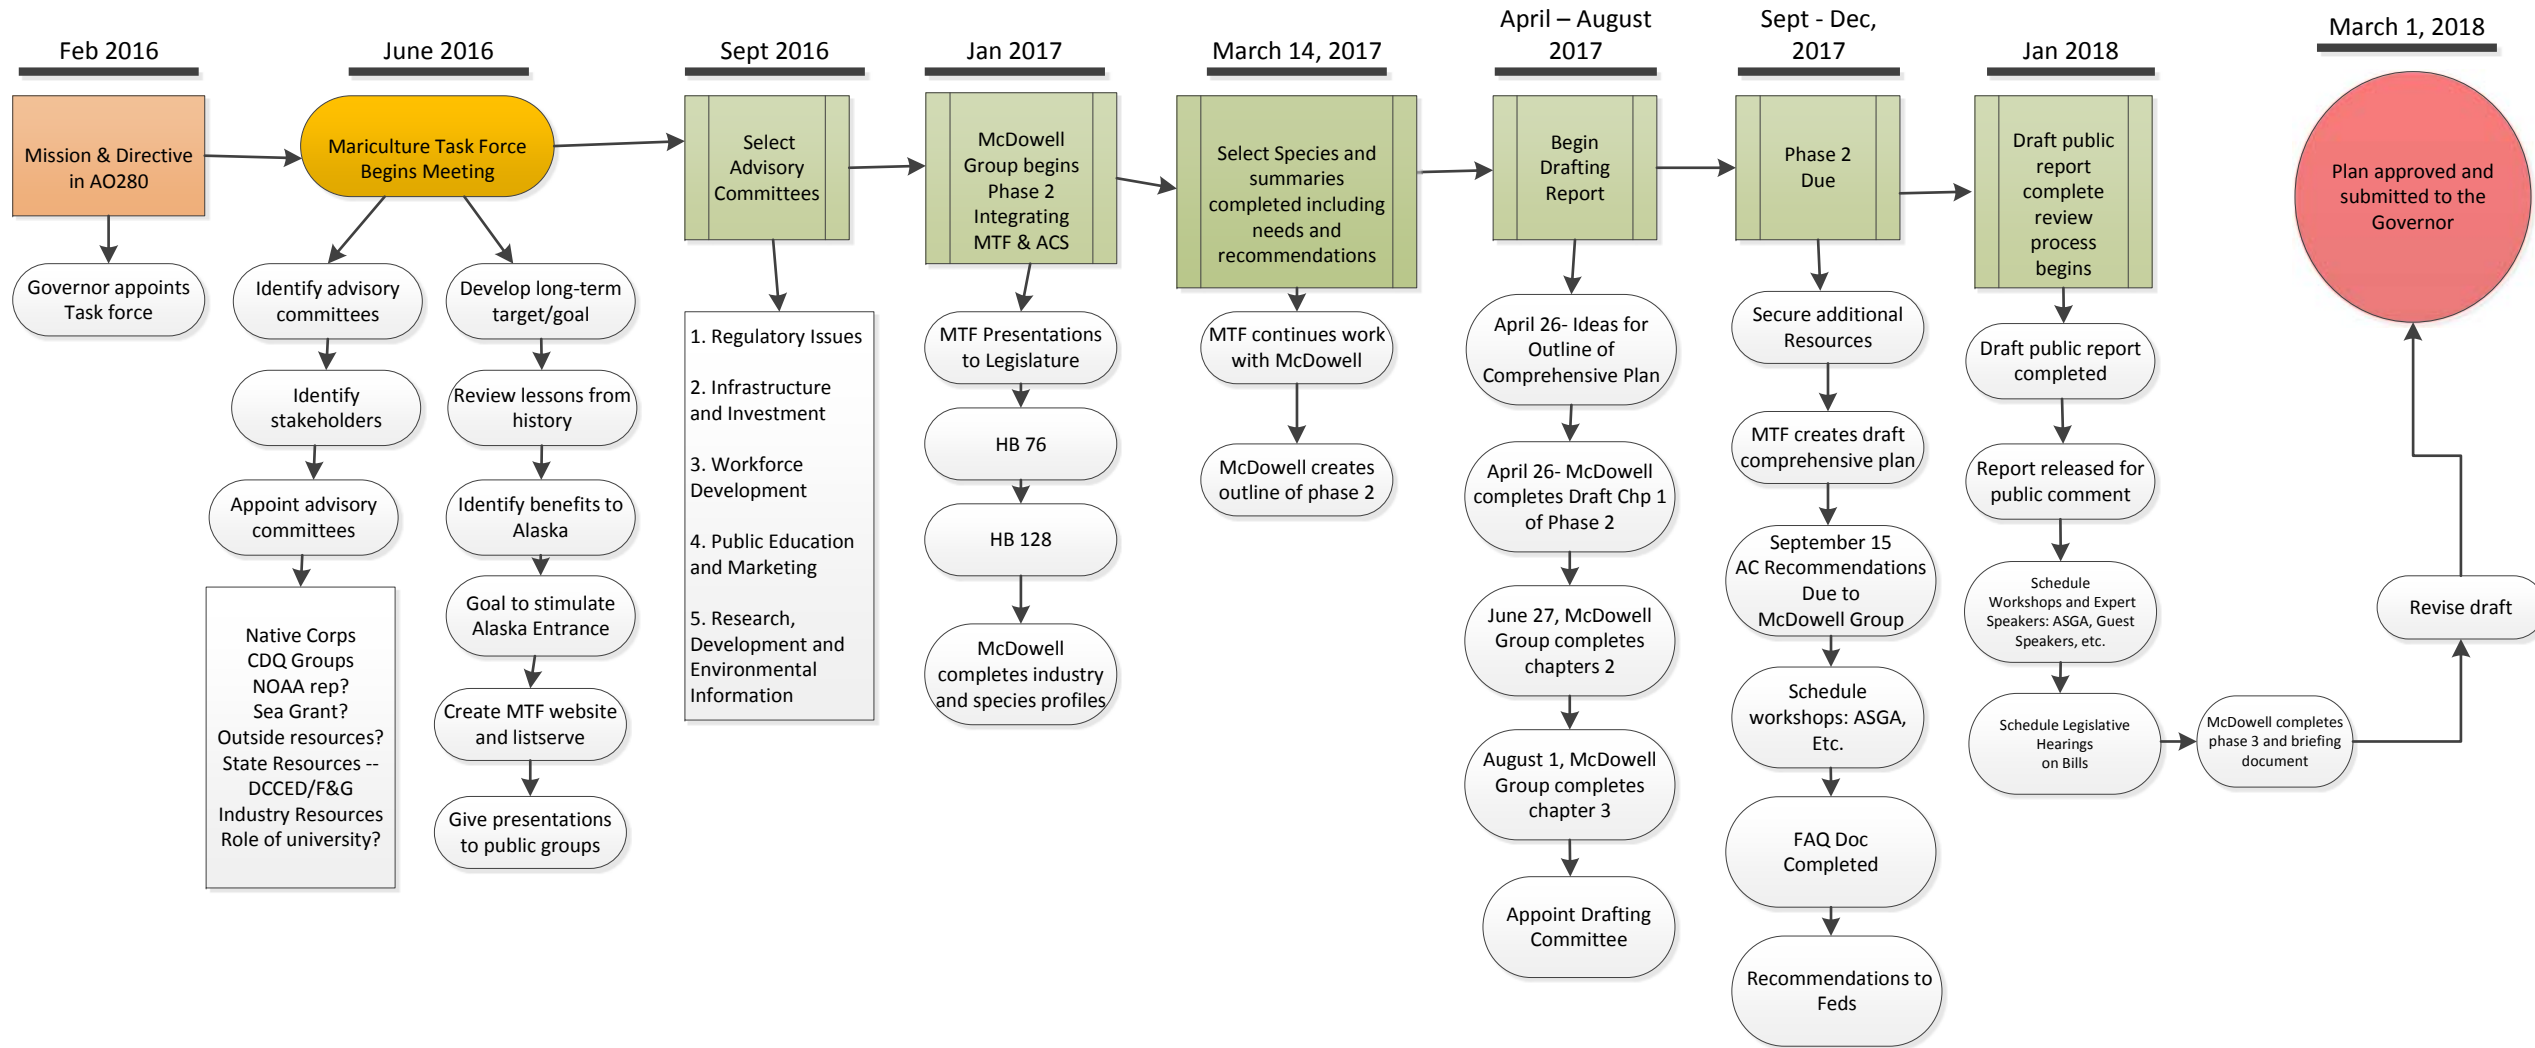 Feb 2016
Mission & Directive
in AO280
Governor appoints
Task force
June 2016
Mariculture Task Force
Begins Meeting
Identify advisory
committees
Identify
stakeholders
Appoint advisory
committees
Native Corps
CDQ Groups
NOAA rep?
Sea Grant?
Outside resources?
State Resources --
DCCED/F&G
Industry Resources
Role of university?
Develop long-term
target/goal
Review lessons from
history
Identify benefits to
Alaska
Goal to stimulate
Alaska Entrance
Create MTF website
and listserve
Give presentations
to public groups
Sept 2016
Select
Advisory
Committees
1. Regulatory Issues
2. Infrastructure
and Investment
3. Workforce
Development
4. Public Education
and Marketing
5. Research,
Development and
Environmental
Information
Jan 2017
McDowell
Group begins
Phase 2
Integrating
MTF & ACS
MTF Presentations
to Legislature
HB 76
HB 128
McDowell
completes industry
and species profiles
March 14, 2017
Select Species and
summaries
completed including
needs and
recommendations
MTF continues work
with McDowell
McDowell creates
outline of phase 2
April – August
2017
Begin
Drafting
Report
April 26- Ideas for
Outline of
Comprehensive Plan
April 26- McDowell
completes Draft Chp 1
of Phase 2
June 27, McDowell
Group completes
chapters 2
August 1, McDowell
Group completes
chapter 3
Appoint Drafting
Committee
Sept - Dec,
2017
Phase 2
Due
Secure additional
Resources
MTF creates draft
comprehensive plan
September 15
AC Recommendations
Due to
McDowell Group
Schedule
workshops: ASGA,
Etc.
FAQ Doc
Completed
Recommendations to
Feds
Jan 2018
Draft public
report
complete
review
process
begins
Draft public report
completed
Report released for
public comment
Schedule
Workshops and Expert
Speakers: ASGA, Guest
Speakers, etc.
Schedule Legislative
Hearings
on Bills
McDowell completes
phase 3 and briefing
document
Revise draft
March 1, 2018
Plan approved and
submitted to the
Governor